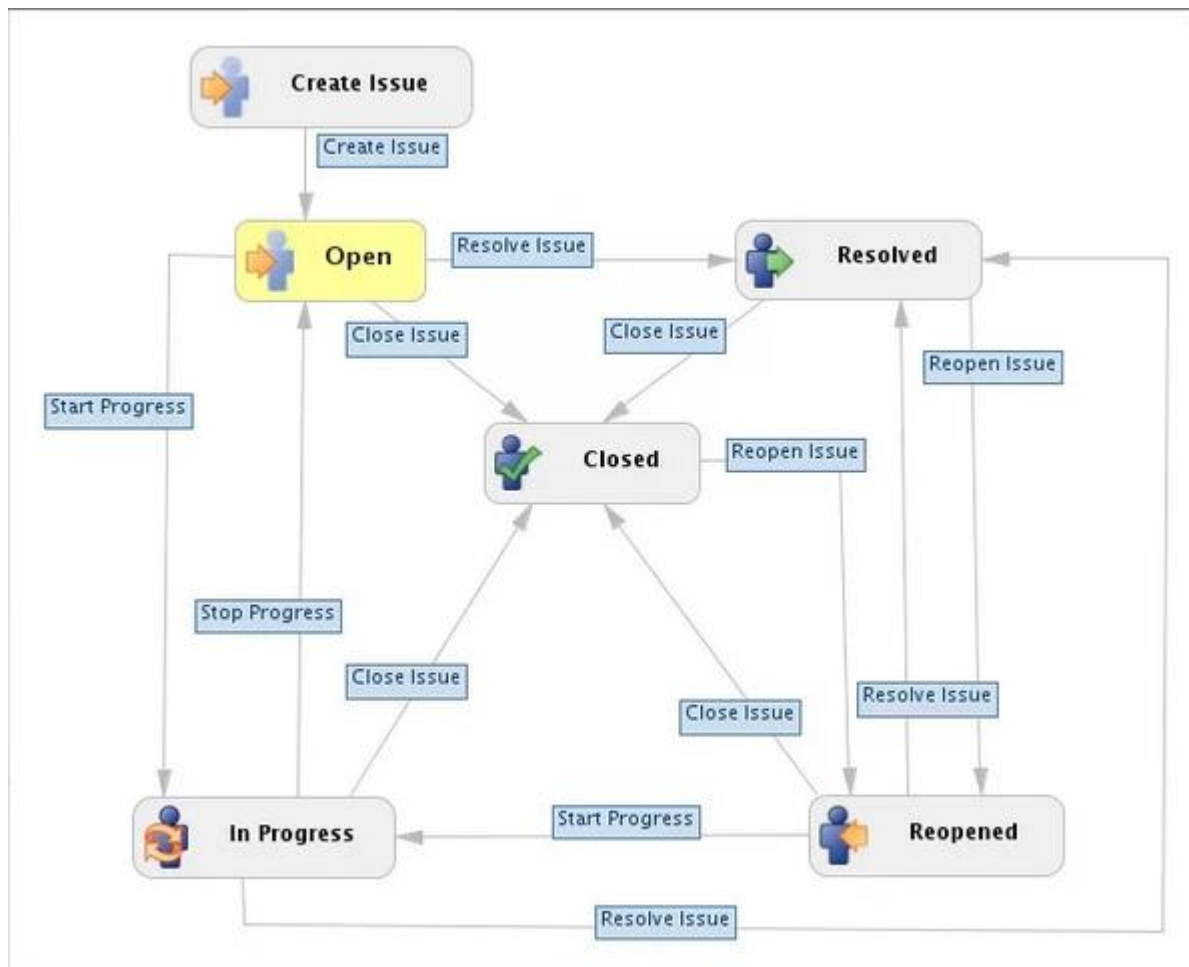 Create Issue
Create Issue
Open
Resolve Issue
Resolved
Close Issue
Close Issue
Reopen Issue
Start Progress
Closed
Reopen Issue
Stop Progress
Close Issue
Close Issue
Resolve Issue
In Progress
Start Progress
Reopened
Resolve Issue